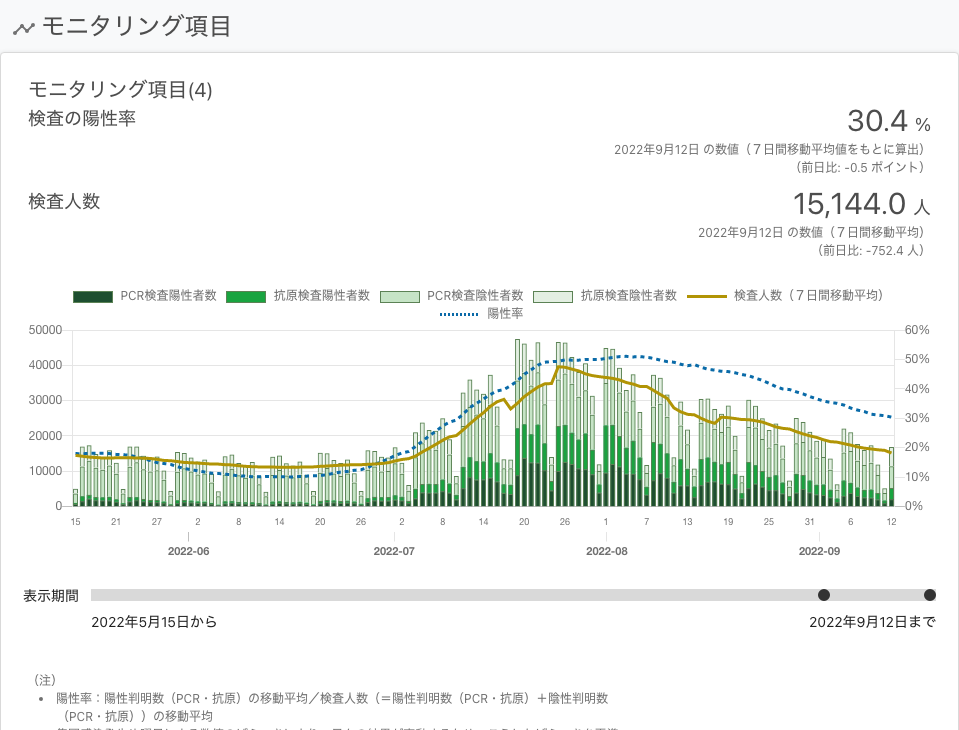 モニタリング項目
モニタリング項目(4)
検査の陽性率
30.4 %
2022年9月12日 の数値（７日間移動平均値をもとに算出）
（前日比: -0.5 ポイント）
検査人数
15,144.0 人
2022年9月12日 の数値（７日間移動平均）
（前日比: -752.4 人）
PCR検査陽性者数 抗原検査陽性者数 PCR検査陰性者数 抗原検査陰性者数 検査人数（７日間移動平均）
陽性率
50000 60%
50%
40000
40%
30000
30%
20000
20%
10000
10%
0 0%
15 21 27 2 8 14 20 26 2 8 14 20 26 1 7 13 19 25 31 6 12
2022-06 2022-07 2022-08 2022-09
表示期間
2022年5月15日から 2022年9月12日まで
（注）
• 陽性率：陽性判明数（PCR・抗原）の移動平均／検査人数（＝陽性判明数（PCR・抗原）＋陰性判明数
（PCR・抗原））の移動平均